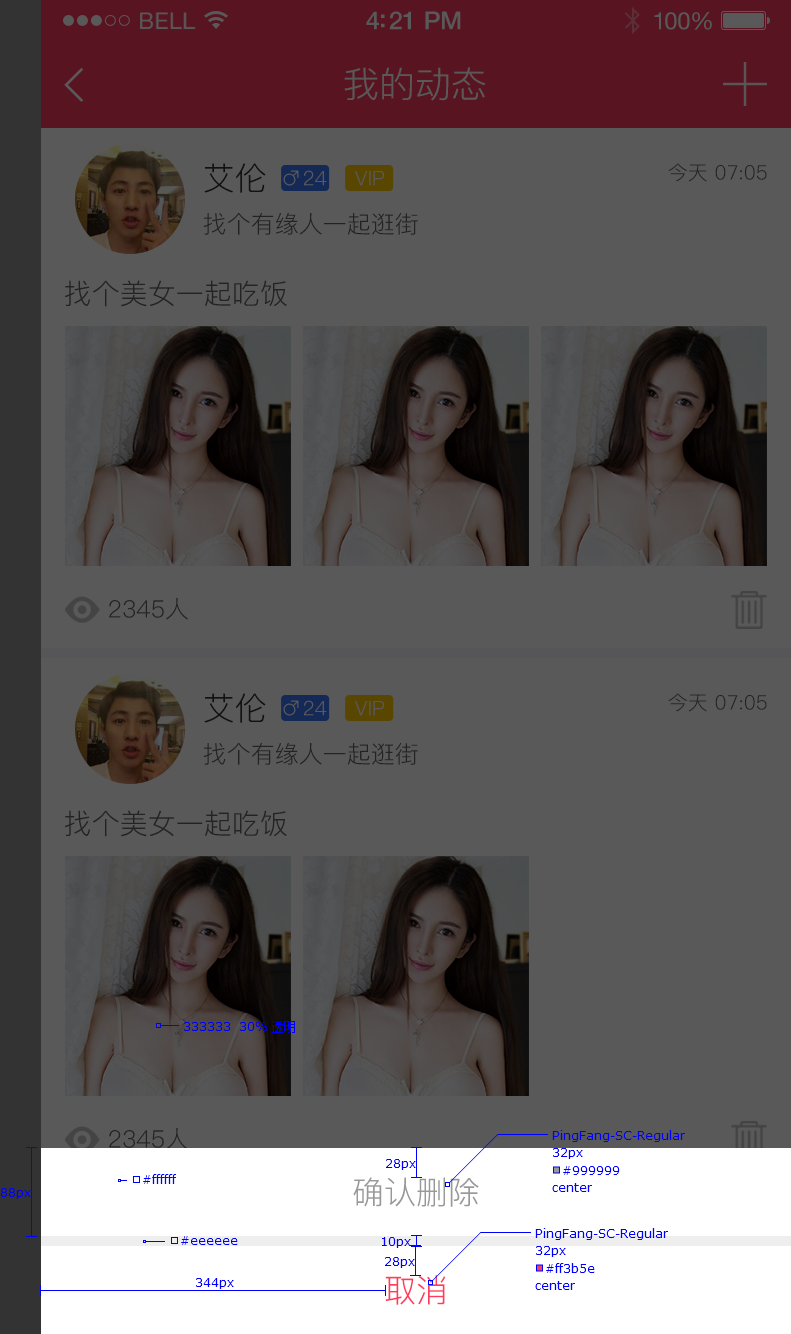 BELL 4:21 PM 100%
我的动态
艾伦 ♂24 VIP 今天 07:05
找个有缘人一起逛街
找个美女一起吃饭
2345人
艾伦 ♂24 VIP 今天 07:05
找个有缘人一起逛街
找个美女一起吃饭
333333 30%
2345人
PingFang-SC-Regular
32px
#999999
center
28px
#ffffff
88px
确认删除
PingFang-SC-Regular
32px
#ff3b5e
center
#eeeeee
10px
28px
344px
取消